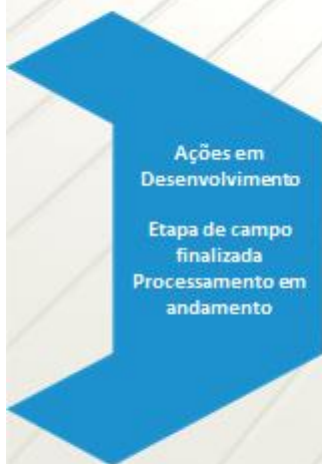 Ações em
Desenvolvimento
Etapa de campo
finalizada
Processamento em
andamento